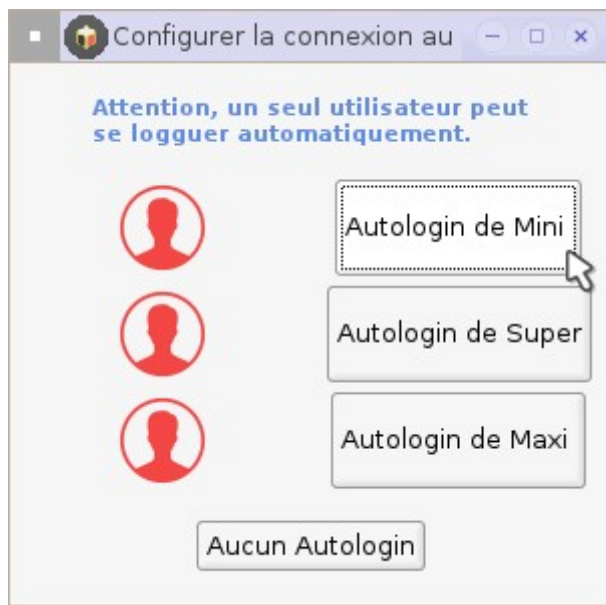 Configurer la connexion au
Attention, un seul utilisateur peut
se logguer automatiquement.
Autologin de Mini
Autologin de Super
Autologin de Maxi
Aucun Autologin